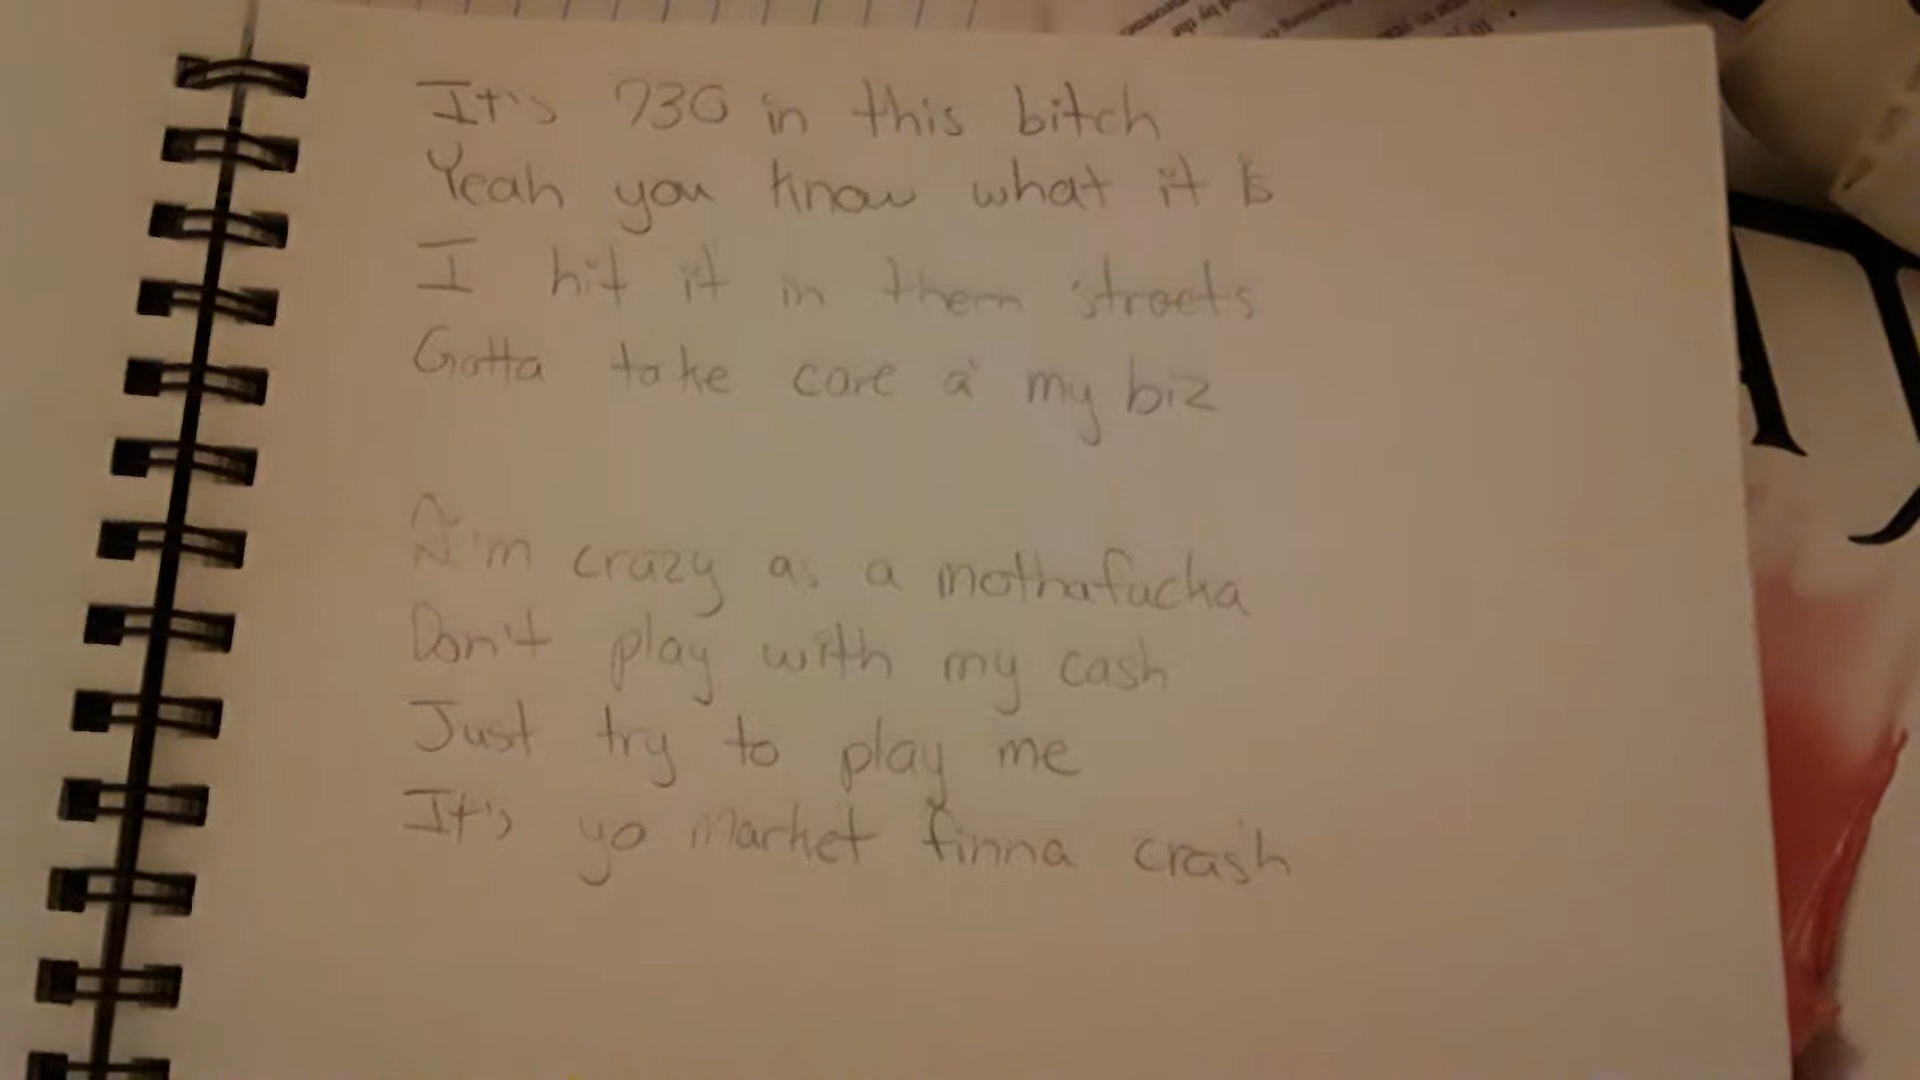 It's 730 in this bitch
Yeah you know what it is
I hit it in them streets
Gotta take care a' my biz
I'm crazy as a mothafucka
Don't play with my cash
Just try to play me
It's yo market finna crash